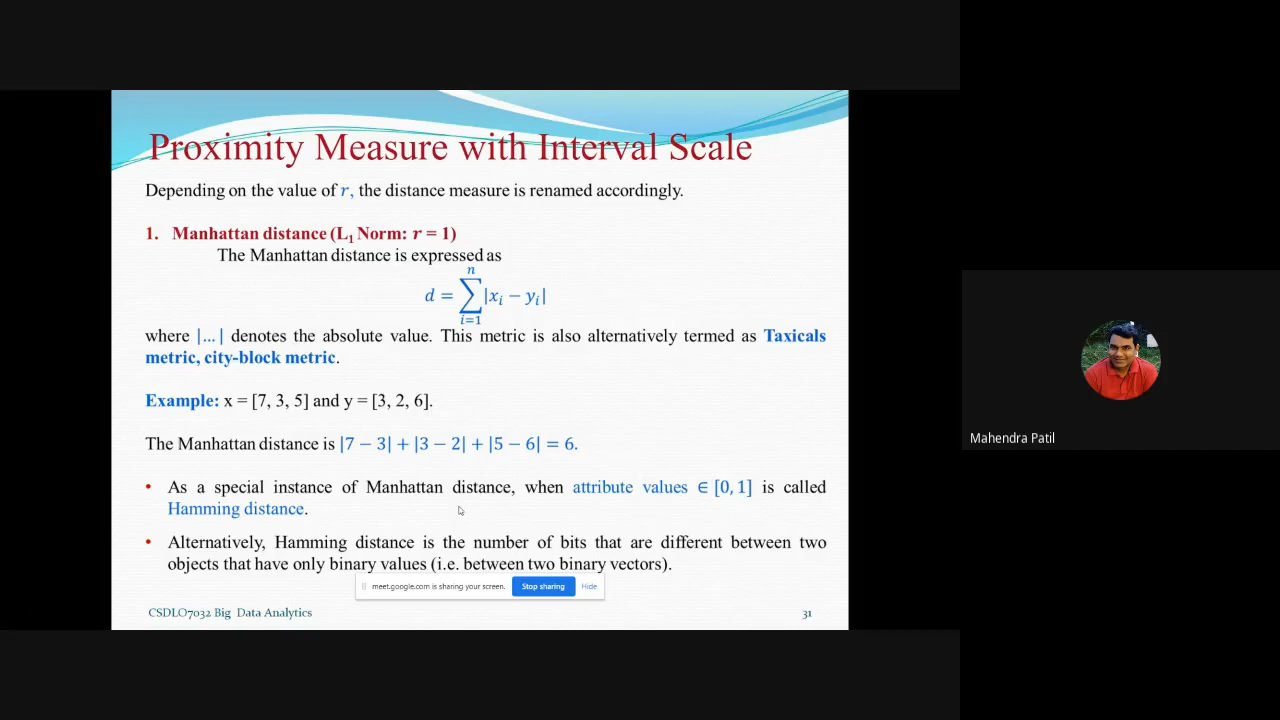 Proximity Measure with Interval Scale
Depending on the value of r, the distance measure is renamed accordingly.
1. Manhattan distance (L₁ Norm: r = 1)
The Manhattan distance is expressed as
d = ∑ⁿᵢ₌₁ |xᵢ − yᵢ|
where |…| denotes the absolute value. This metric is also alternatively termed as Taxicals
metric, city-block metric.
Example: x = [7, 3, 5] and y = [3, 2, 6].
The Manhattan distance is |7 − 3| + |3 − 2| + |5 − 6| = 6.
• As a special instance of Manhattan distance, when attribute values ∈ [0, 1] is called
Hamming distance.
• Alternatively, Hamming distance is the number of bits that are different between two
objects that have only binary values (i.e. between two binary vectors).
meet.google.com is sharing your screen. Stop sharing Hide
CSDLO7032 Big Data Analytics 31
Mahendra Patil